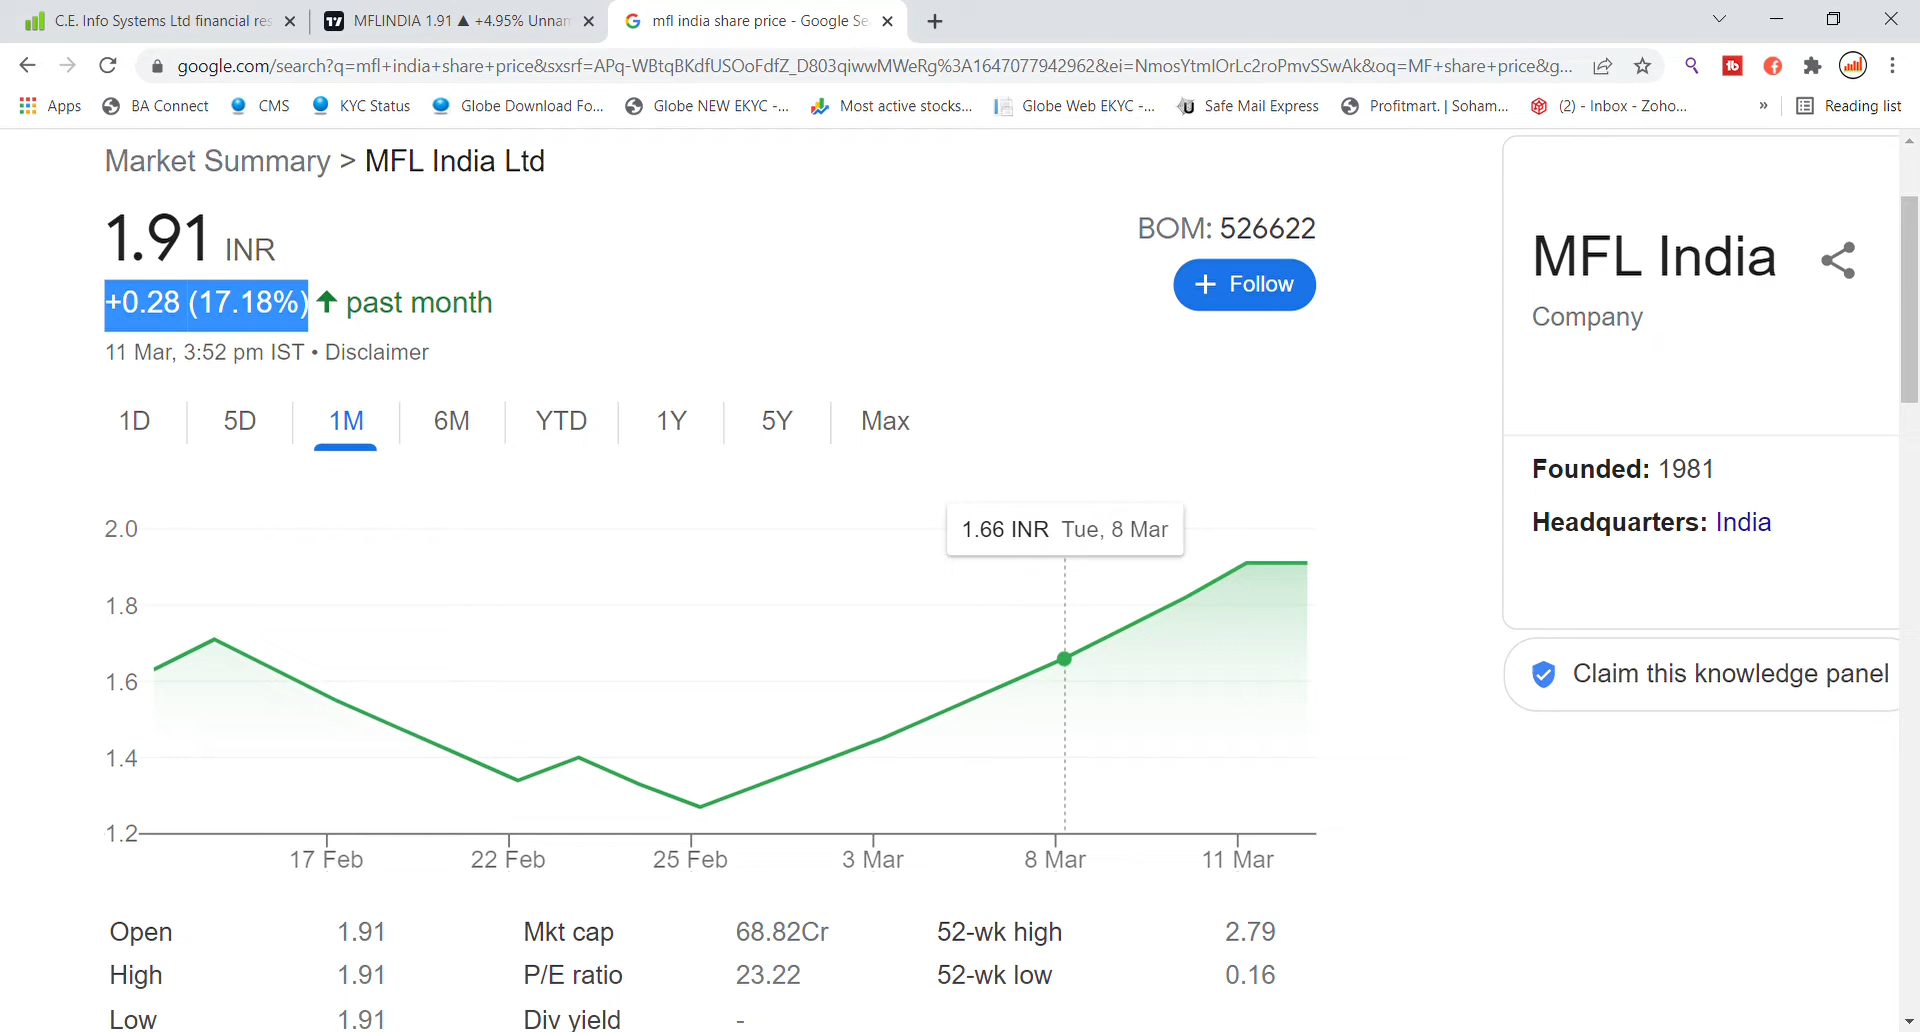 C.E. Info Systems Ltd financial res
MFLINDIA 1.91 ▲ +4.95% Unnan
mfl india share price - Google Se
google.com/search?q=mfl+india+share+price&sxsrf=APq-WBtqBKdfUSOoFdfZ_D803qiwwMWeRg%3A1647077942962&ei=NmosYtmIOrLc2roPmvSSwAk&oq=MF+share+price&g...
Apps
BA Connect
CMS
KYC Status
Globe Download Fo...
Globe NEW EKYC -...
Most active stocks...
Globe Web EKYC -...
Safe Mail Express
Profitmart. | Soham...
(2) - Inbox - Zoho...
»
Reading list
Market Summary > MFL India Ltd
1.91 INR
+0.28 (17.18%) ↑ past month
11 Mar, 3:52 pm IST • Disclaimer
BOM: 526622
+ Follow
1D 5D 1M 6M YTD 1Y 5Y Max
1.66 INR Tue, 8 Mar
2.0
1.8
1.6
1.4
1.2
17 Feb 22 Feb 25 Feb 3 Mar 8 Mar 11 Mar
Open 1.91 Mkt cap 68.82Cr 52-wk high 2.79
High 1.91 P/E ratio 23.22 52-wk low 0.16
Low 1.91 Div yield -
MFL India
Company
Founded: 1981
Headquarters: India
Claim this knowledge panel